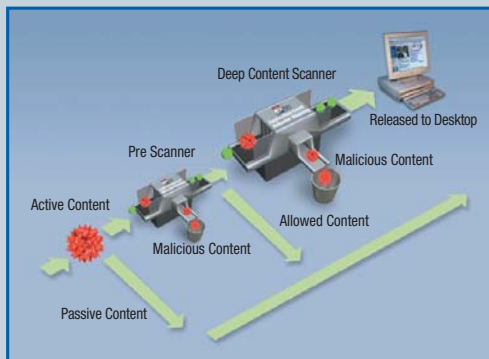 Deep Content Scanner
Released to Desktop
Pre Scanner
Malicious Content
Active Content
Allowed Content
Malicious Content
Passive Content